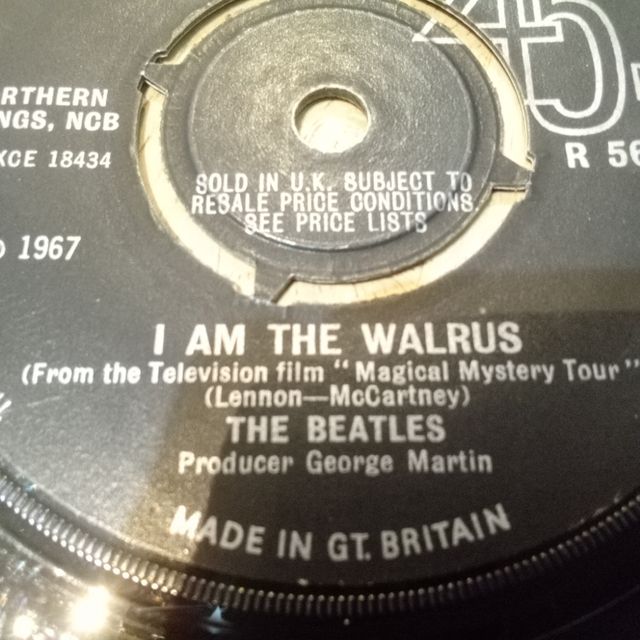 45
RTHERN
NGS, NCB
XCE 18434
R 56
SOLD IN U.K. SUBJECT TO
RESALE PRICE CONDITIONS
SEE PRICE LISTS
1967
I AM THE WALRUS
(From the Television film "Magical Mystery Tour"
(Lennon—McCartney)
THE BEATLES
Producer George Martin
MADE IN GT. BRITAIN